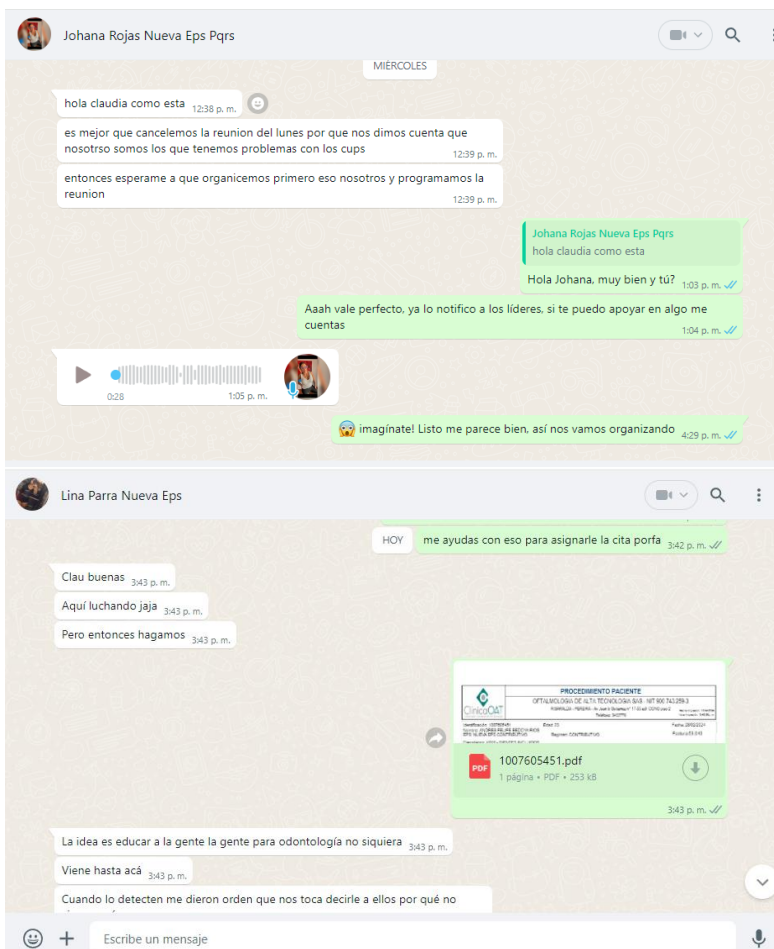 Johana Rojas Nueva Eps Pqrs
MIÉRCOLES
hola claudia como esta 12:38 p. m.
es mejor que cancelemos la reunion del lunes por que nos dimos cuenta que
nosotrso somos los que tenemos problemas con los cups
12:39 p. m.
entonces esperame a que organicemos primero eso nosotros y programamos la
reunion
12:39 p. m.
Johana Rojas Nueva Eps Pqrs
hola claudia como esta
Hola Johana, muy bien y tú? 1:03 p. m.
Aaah vale perfecto, ya lo notifico a los líderes, si te puedo apoyar en algo me
cuentas
1:04 p. m.
0:28 1:05 p. m.
imagínate! Listo me parece bien, así nos vamos organizando 4:29 p. m.
Lina Parra Nueva Eps
HOY
me ayudas con eso para asignarle la cita porfa 3:42 p. m.
Clau buenas 3:43 p. m.
Aquí luchando jaja 3:43 p. m.
Pero entonces hagamos 3:43 p. m.
ClinicaOAT
PROCEDIMIENTO PACIENTE
OFTALMOLOGIA DE ALTA TECNOLOGIA SAS - NIT
PDF
1007605451.pdf
1 página • PDF • 253 kB
3:43 p. m.
La idea es educar a la gente la gente para odontología no siquiera 3:43 p. m.
Viene hasta acá 3:43 p. m.
Cuando lo detecten me dieron orden que nos toca decirle a ellos por qué no
Escribe un mensaje